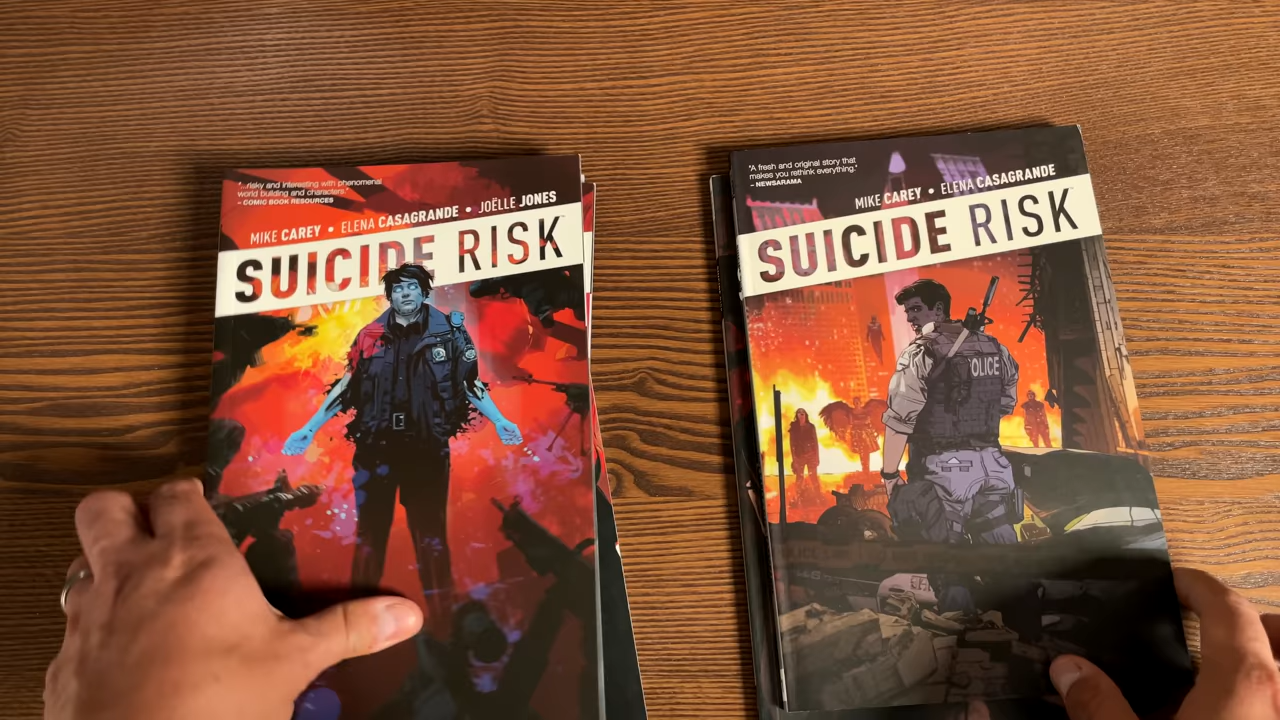 "...risky and interesting with phenomenal
world building and characters."
– COMIC BOOK RESOURCES
MIKE CAREY • ELENA CASAGRANDE • JOËLLE JONES
SUICIDE RISK
"A fresh and original story that
makes you rethink everything."
– NEWSARAMA
MIKE CAREY • ELENA CASAGRANDE
SUICIDE RISK
POLICE